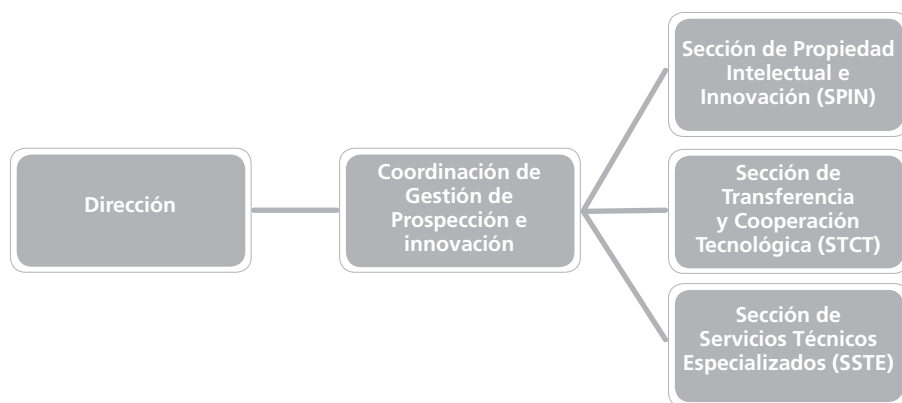 Dirección
Coordinación de
Gestión de
Prospección e
innovación
Sección de Propiedad
Intelectual e
Innovación (SPIN)
Sección de
Transferencia
y Cooperación
Tecnológica (STCT)
Sección de
Servicios Técnicos
Especializados (SSTE)